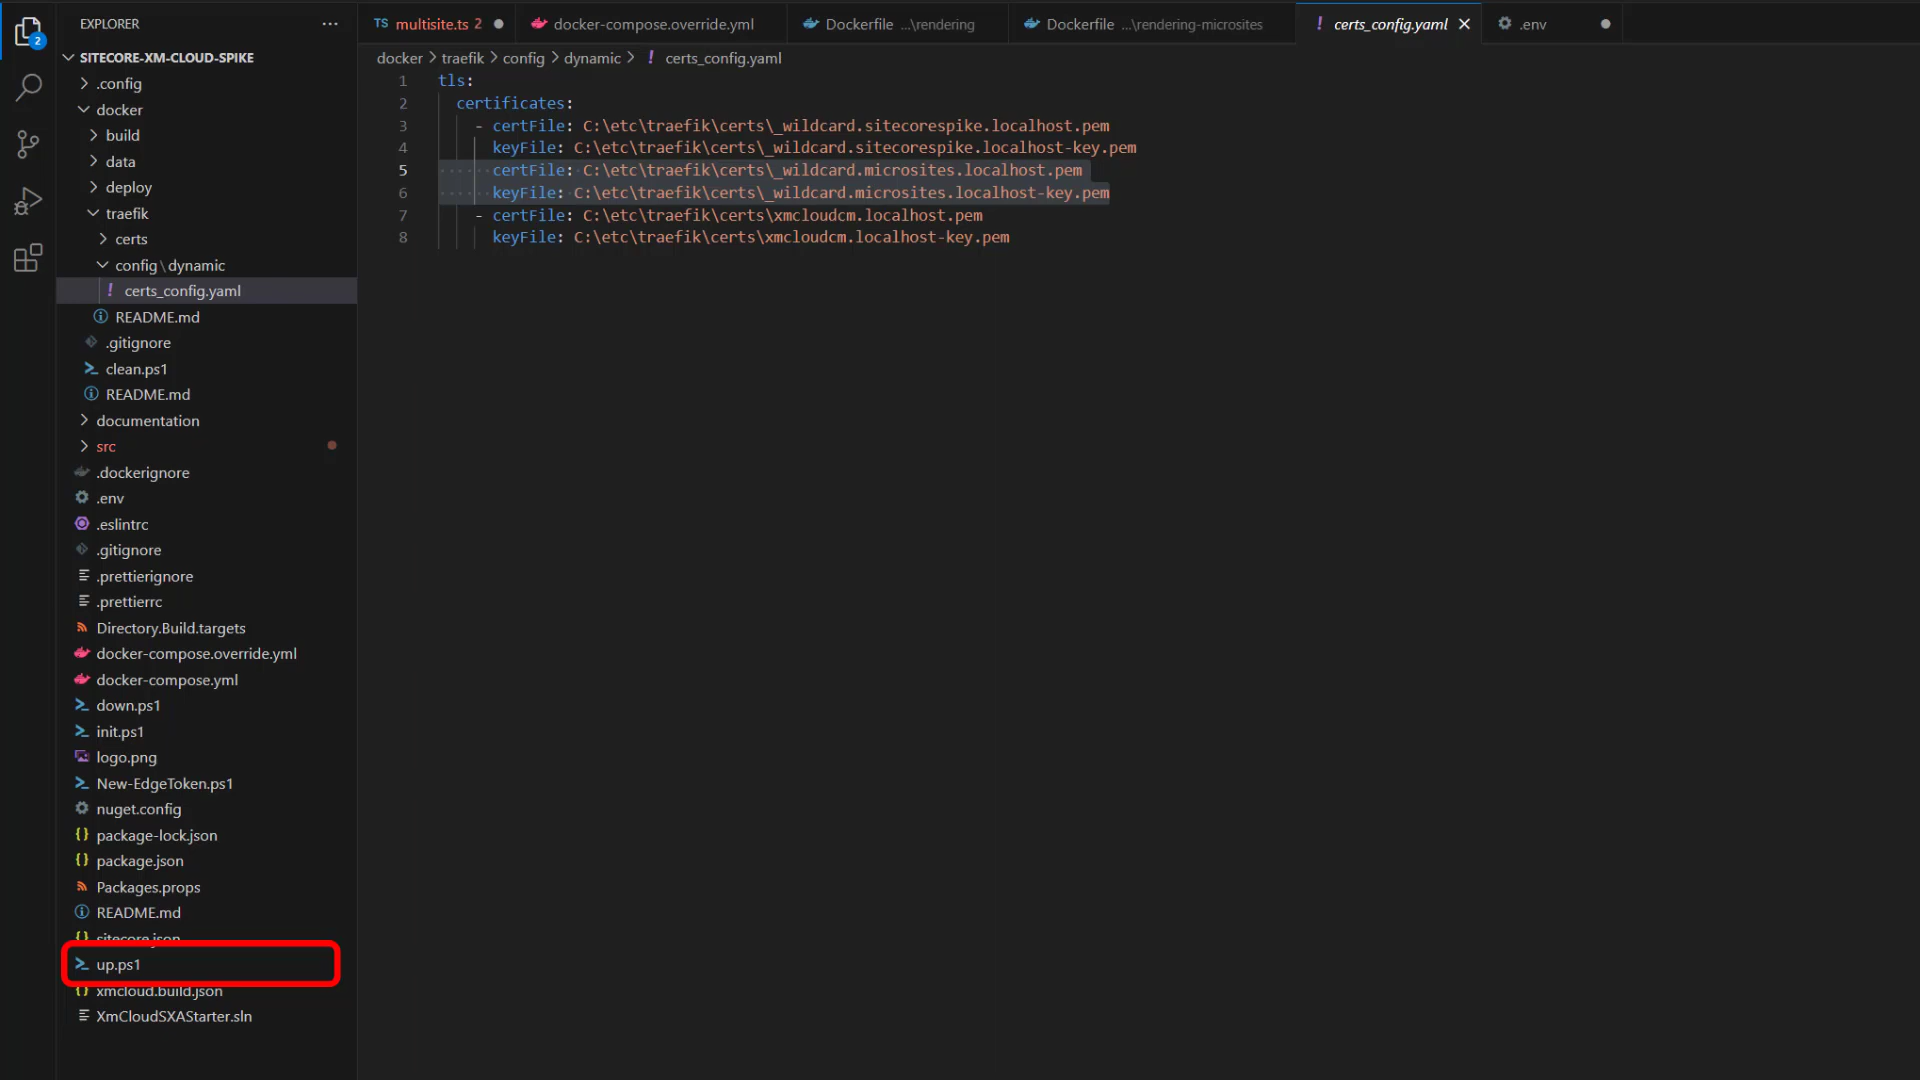 2
EXPLORER
SITECORE-XM-CLOUD-SPIKE
.config
docker
build
data
deploy
traefik
certs
config\dynamic
certs_config.yaml
README.md
.gitignore
clean.ps1
README.md
documentation
src
.dockerignore
.env
.eslintrc
.gitignore
.prettierignore
.prettierrc
Directory.Build.targets
docker-compose.override.yml
docker-compose.yml
down.ps1
init.ps1
logo.png
New-EdgeToken.ps1
nuget.config
package-lock.json
package.json
Packages.props
README.md
sitecore.json
up.ps1
xmcloud.build.json
XmCloudSXAStarter.sln
TS multisite.ts 2 docker-compose.override.yml Dockerfile ...\rendering Dockerfile ...\rendering-microsites ! certs_config.yaml .env
docker > traefik > config > dynamic > ! certs_config.yaml
1 tls:
2 certificates:
3 - certFile: C:\etc\traefik\certs\_wildcard.sitecorespike.localhost.pem
4 keyFile: C:\etc\traefik\certs\_wildcard.sitecorespike.localhost-key.pem
5 certFile: C:\etc\traefik\certs\_wildcard.microsites.localhost.pem
6 keyFile: C:\etc\traefik\certs\_wildcard.microsites.localhost-key.pem
7 - certFile: C:\etc\traefik\certs\xmcloudcm.localhost.pem
8 keyFile: C:\etc\traefik\certs\xmcloudcm.localhost-key.pem